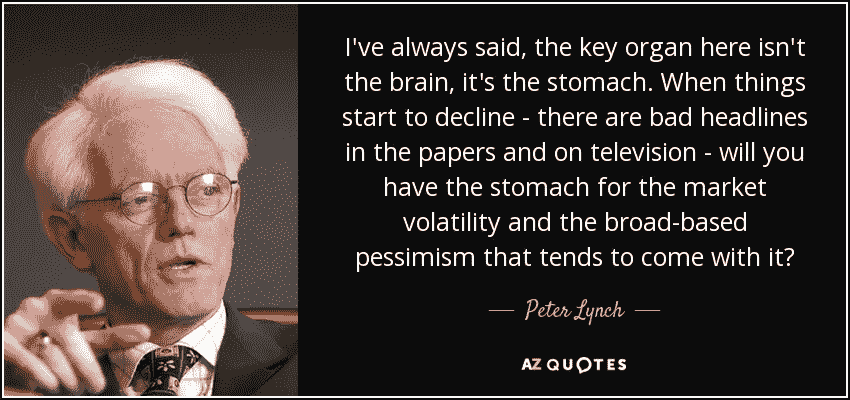 I've always said, the key organ here isn't
the brain, it's the stomach. When things
start to decline - there are bad headlines
in the papers and on television - will you
have the stomach for the market
volatility and the broad-based
pessimism that tends to come with it?
Peter Lynch
AZ QUOTES